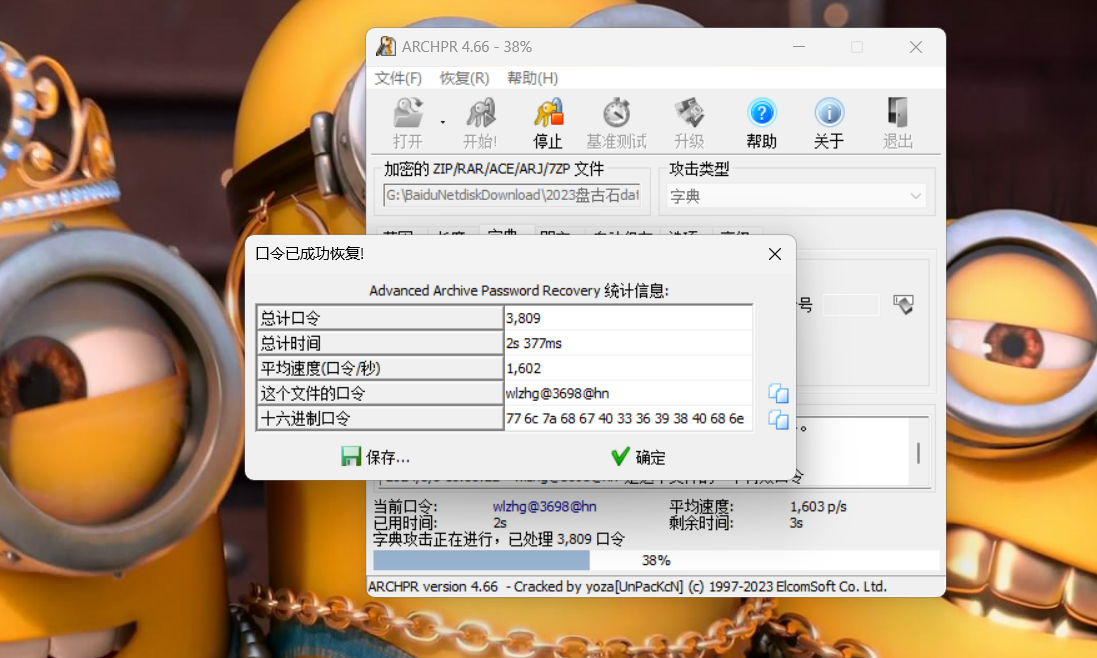 ARCHPR 4.66 - 38%
文件(F) 恢复(R) 帮助(H)
打开 开始! 停止 基准测试 升级 帮助 关于 退出
加密的 ZIP/RAR/ACE/ARJ/7ZP 文件 攻击类型
G:\BaiduNetdiskDownload\2023盘古石dat 字典
口令已成功恢复!
号
Advanced Archive Password Recovery 统计信息:
总计口令 3,809
总计时间 2s 377ms
平均速度(口令/秒) 1,602
这个文件的口令 wlzhg@3698@hn
十六进制口令 77 6c 7a 68 67 40 33 36 39 38 40 68 6e
保存... 确定
当前口令: wlzhg@3698@hn 平均速度: 1,603 p/s
已用时间: 2s 剩余时间: 3s
字典攻击正在进行，已处理 3,809 口令
38%
ARCHPR version 4.66 - Cracked by yoza[UnPacKcN] (c) 1997-2023 ElcomSoft Co. Ltd.